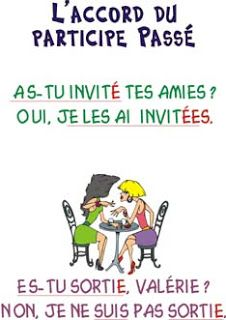 L'ACCORD DU
PARTICIPE PASSÉ
AS-TU INVITÉ TES AMIES ?
OUI, JE LES AI INVITÉES.
ES-TU SORTIE, VALÉRIE ?
NON, JE NE SUIS PAS SORTIE.